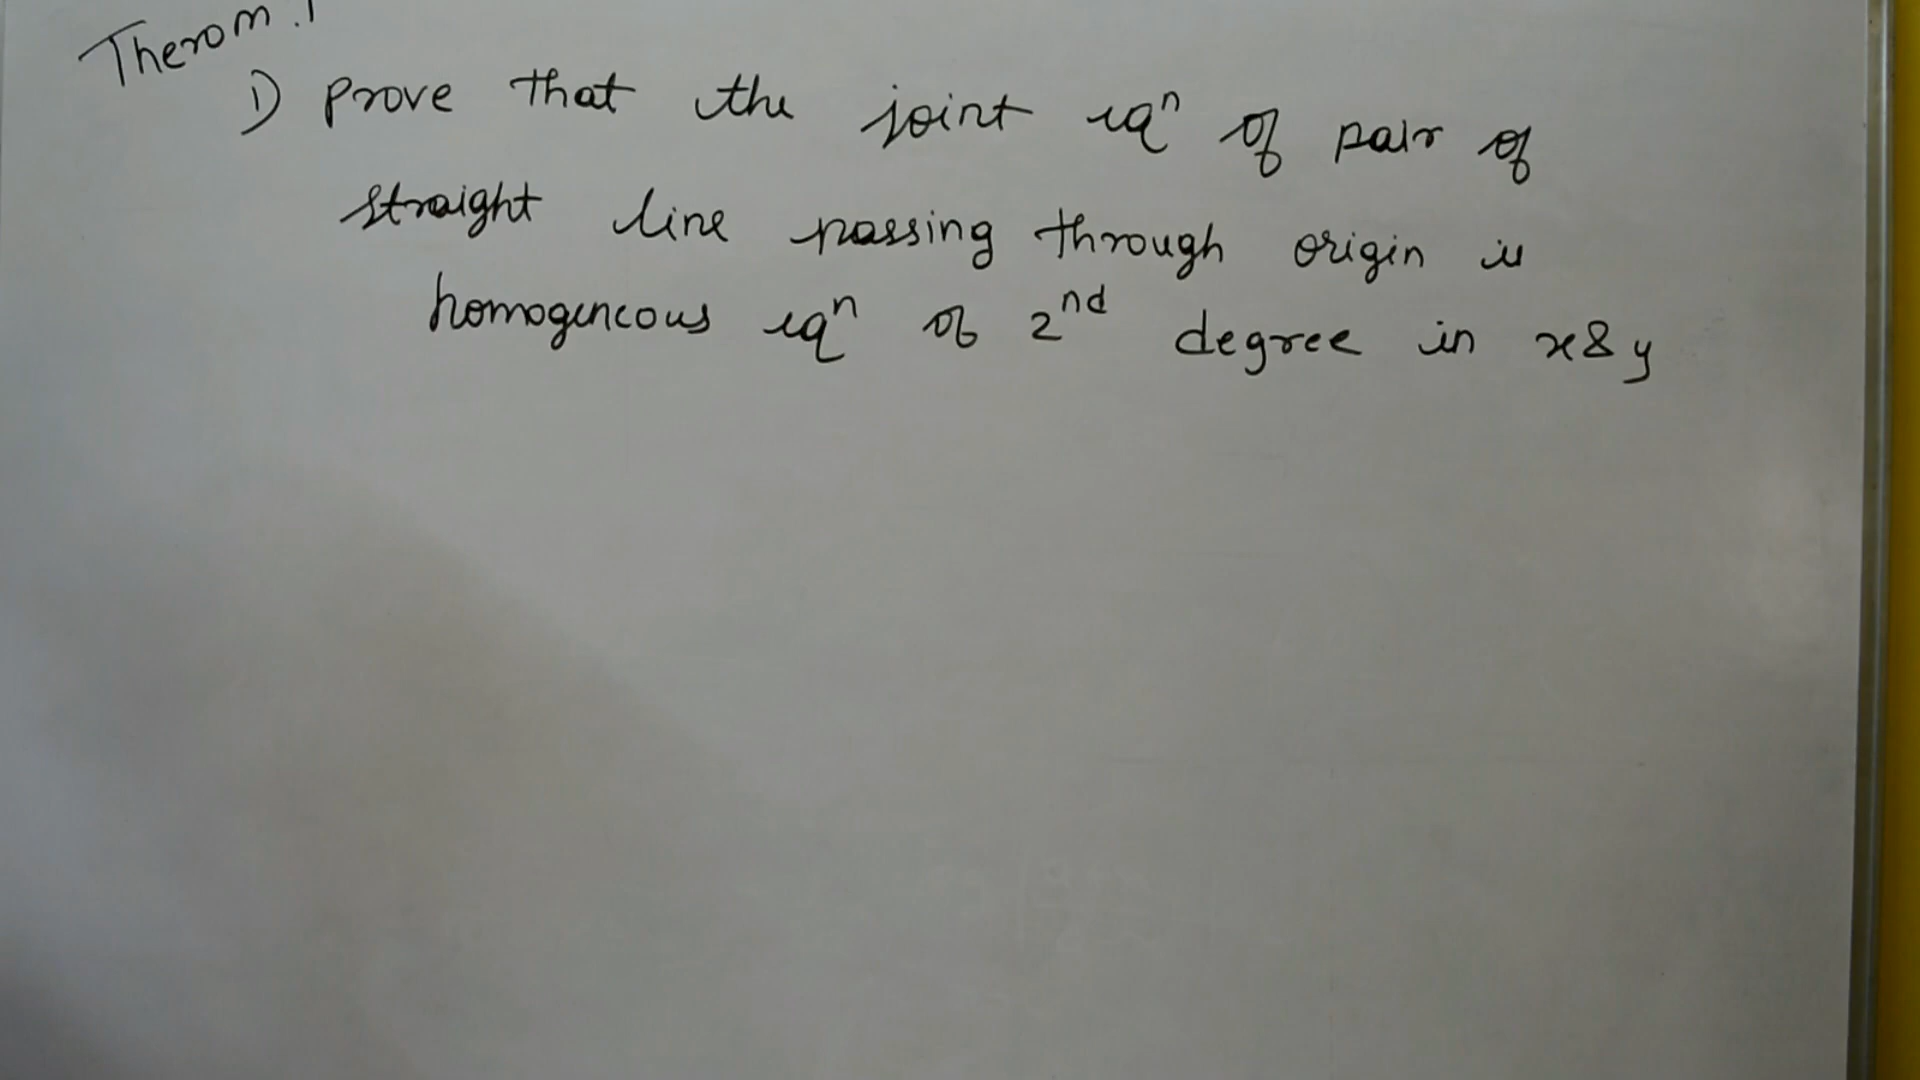 Therom.1
1) Prove that the joint eqⁿ of pair of
straight line passing through origin is
homogeneous eqⁿ of 2ⁿᵈ degree in x & y